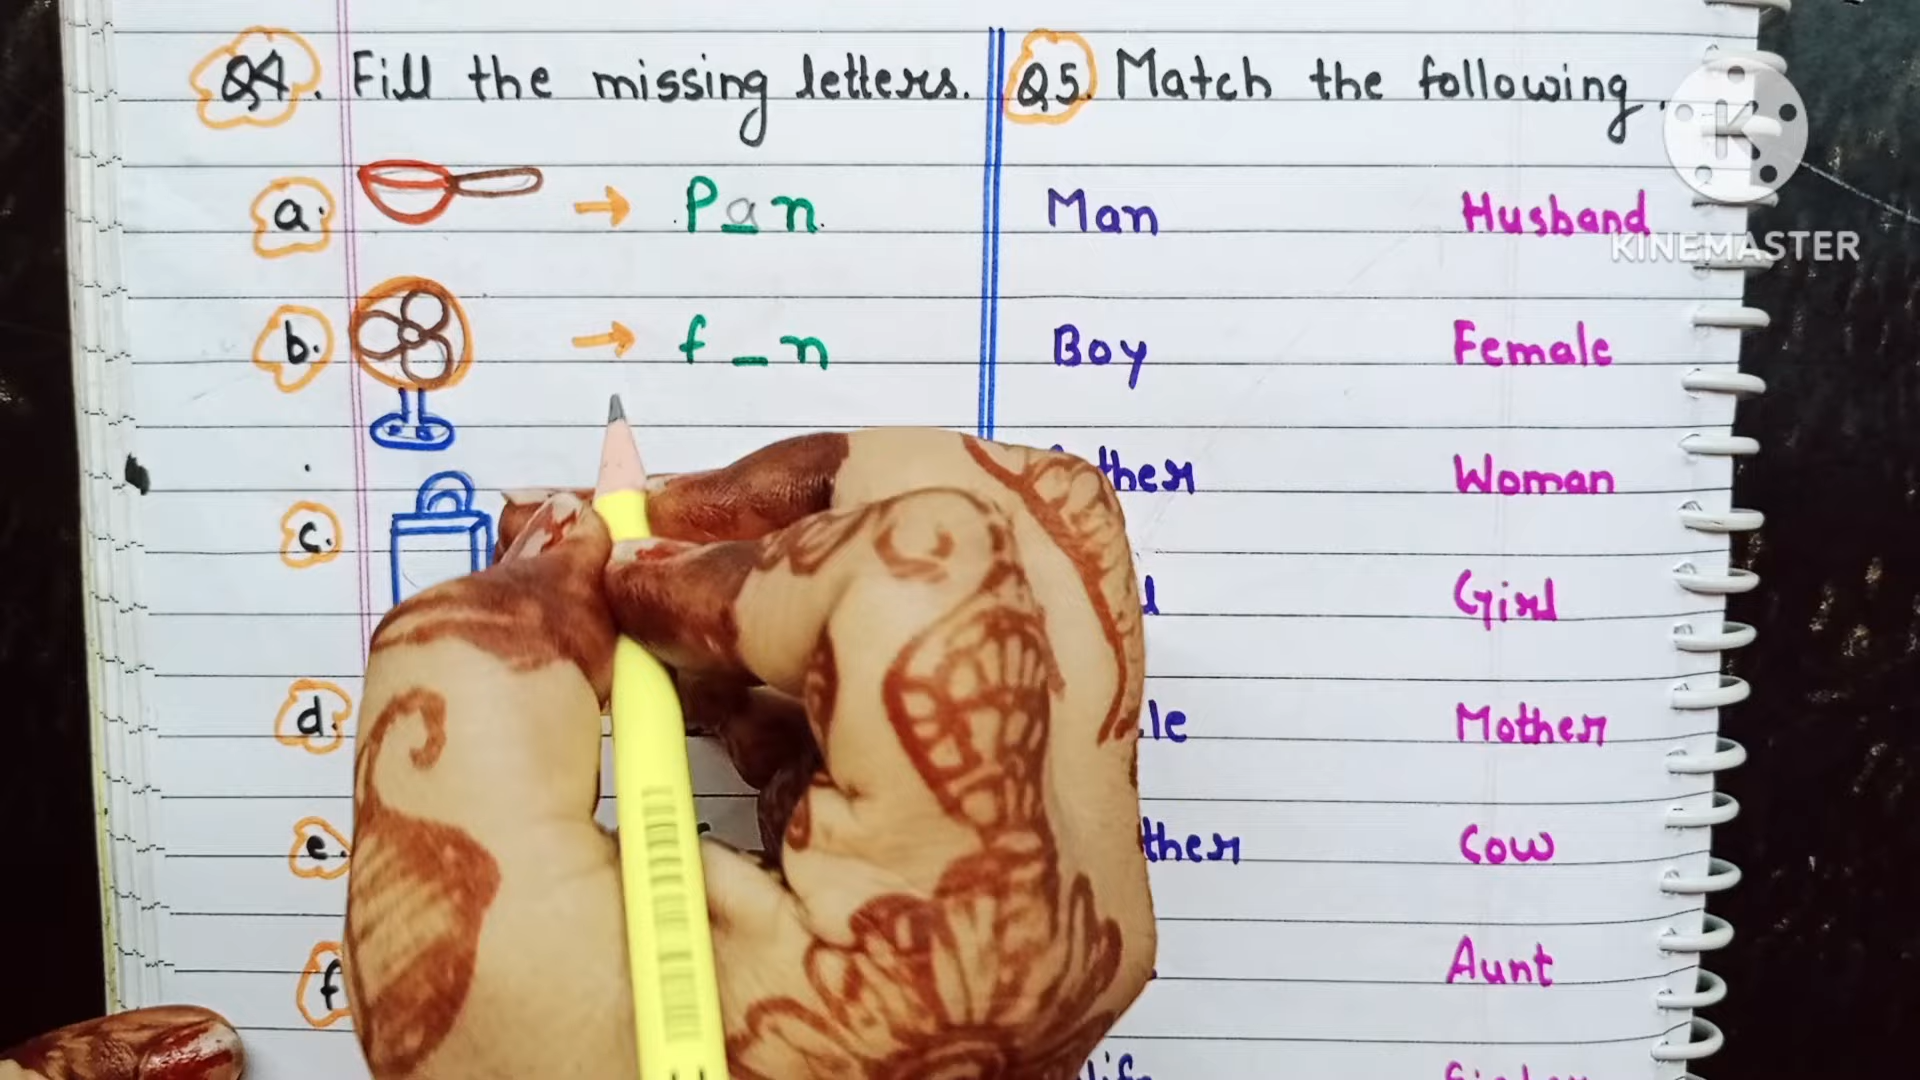 Q4. Fill the missing letters.
a. → Pan.
b. → f_n
c.
d.
e.
f
Q5. Match the following.
Man Husband
Boy Female
Woman
Girl
Mother
Cow
Aunt
K
KINEMASTER